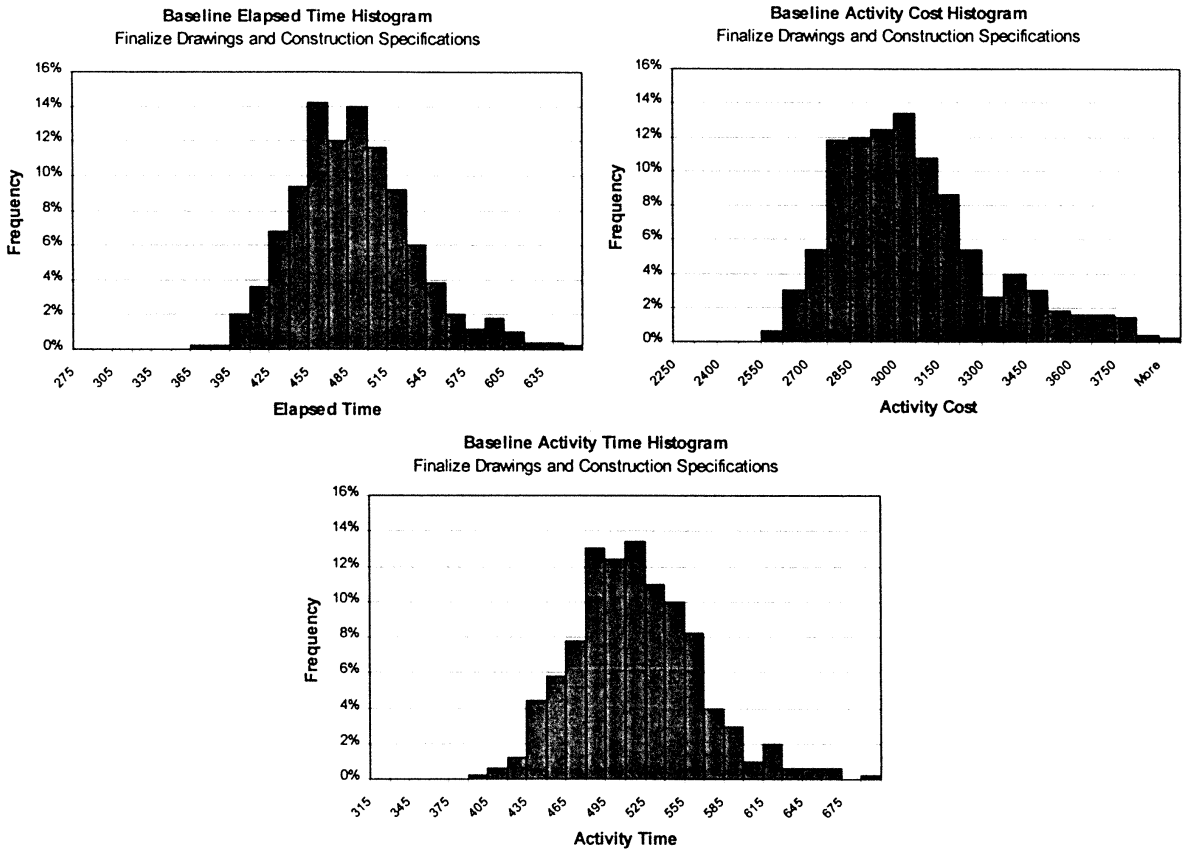 Baseline Elapsed Time Histogram
Finalize Drawings and Construction Specifications
16%
14%
12%
10%
8%
6%
4%
2%
0%
Frequency
275 305 335 365 395 425 455 485 515 545 575 605 635
Elapsed Time
Baseline Activity Cost Histogram
Finalize Drawings and Construction Specifications
16%
14%
12%
10%
8%
6%
4%
2%
0%
Frequency
2250 2400 2550 2700 2850 3000 3150 3300 3450 3600 3750 More
Activity Cost
Baseline Activity Time Histogram
Finalize Drawings and Construction Specifications
16%
14%
12%
10%
8%
6%
4%
2%
0%
Frequency
315 345 375 405 435 465 495 525 555 585 615 645 675
Activity Time